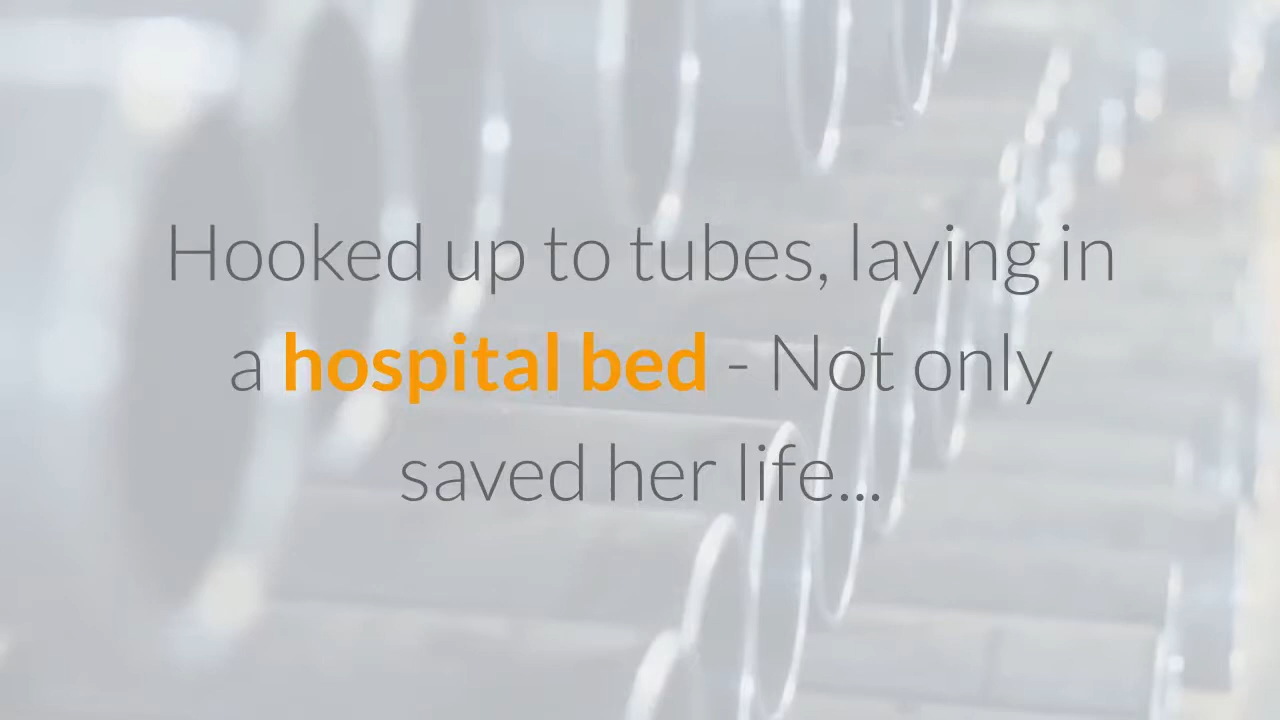 Hooked up to tubes, laying in
a hospital bed - Not only
saved her life...